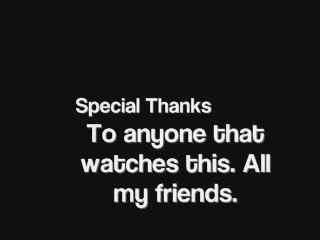 Special Thanks
To anyone that
watches this. All
my friends.